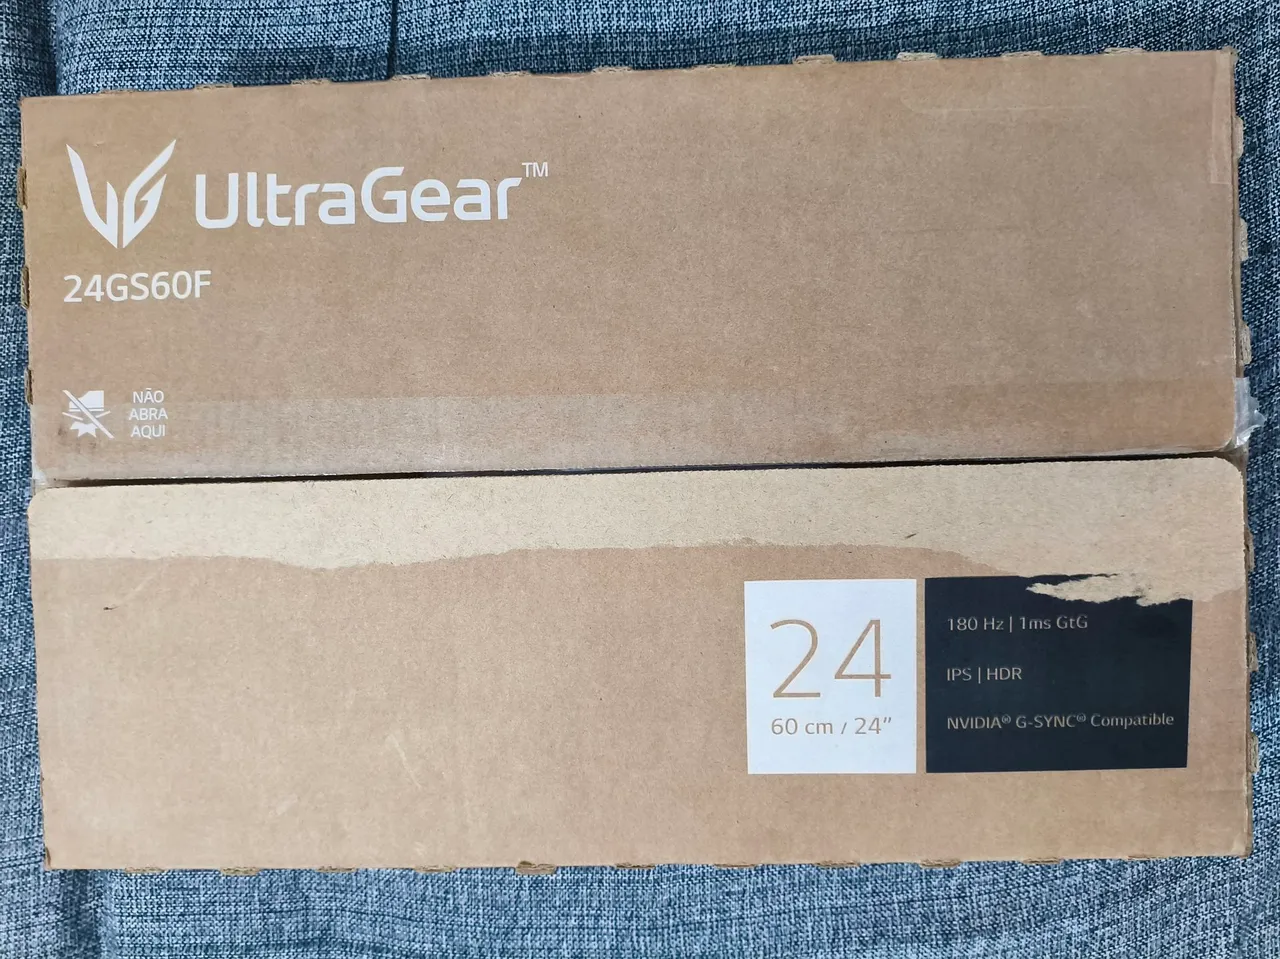 UltraGear™
24GS60F
NÃO
ABRA
AQUI
24
60 cm / 24”
180 Hz | 1ms GtG
IPS | HDR
NVIDIA® G-SYNC® Compatible